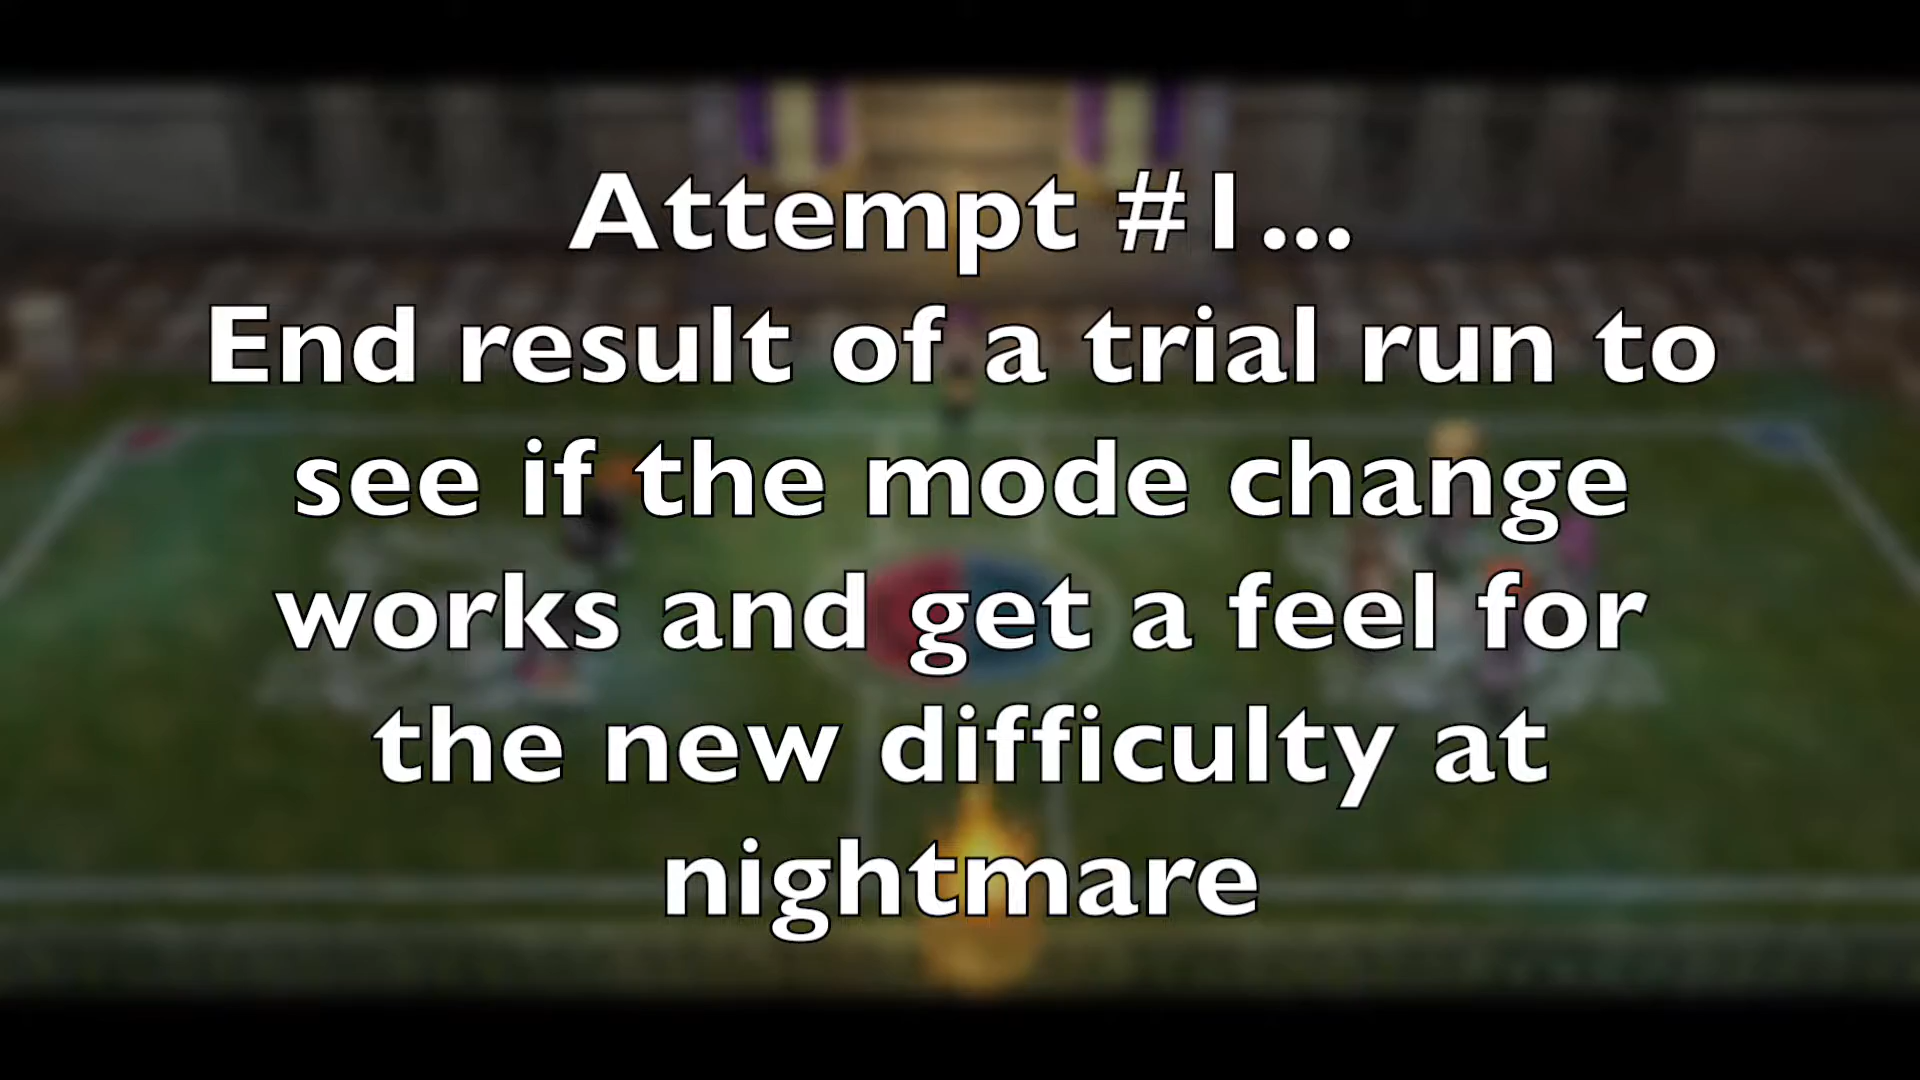 Attempt #1...
End result of a trial run to
see if the mode change
works and get a feel for
the new difficulty at
nightmare